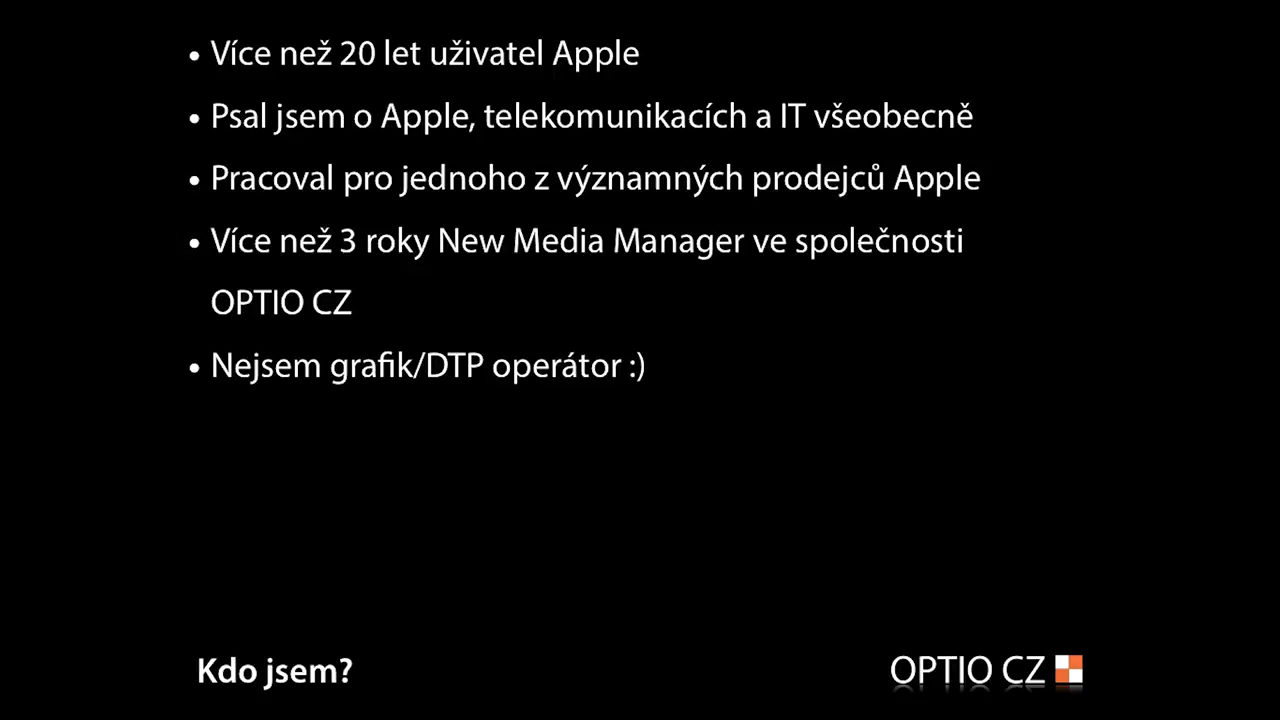 • Více než 20 let uživatel Apple
• Psal jsem o Apple, telekomunikacích a IT všeobecně
• Pracoval pro jednoho z významných prodejců Apple
• Více než 3 roky New Media Manager ve společnosti
OPTIO CZ
• Nejsem grafik/DTP operátor :)
Kdo jsem?
OPTIO CZ